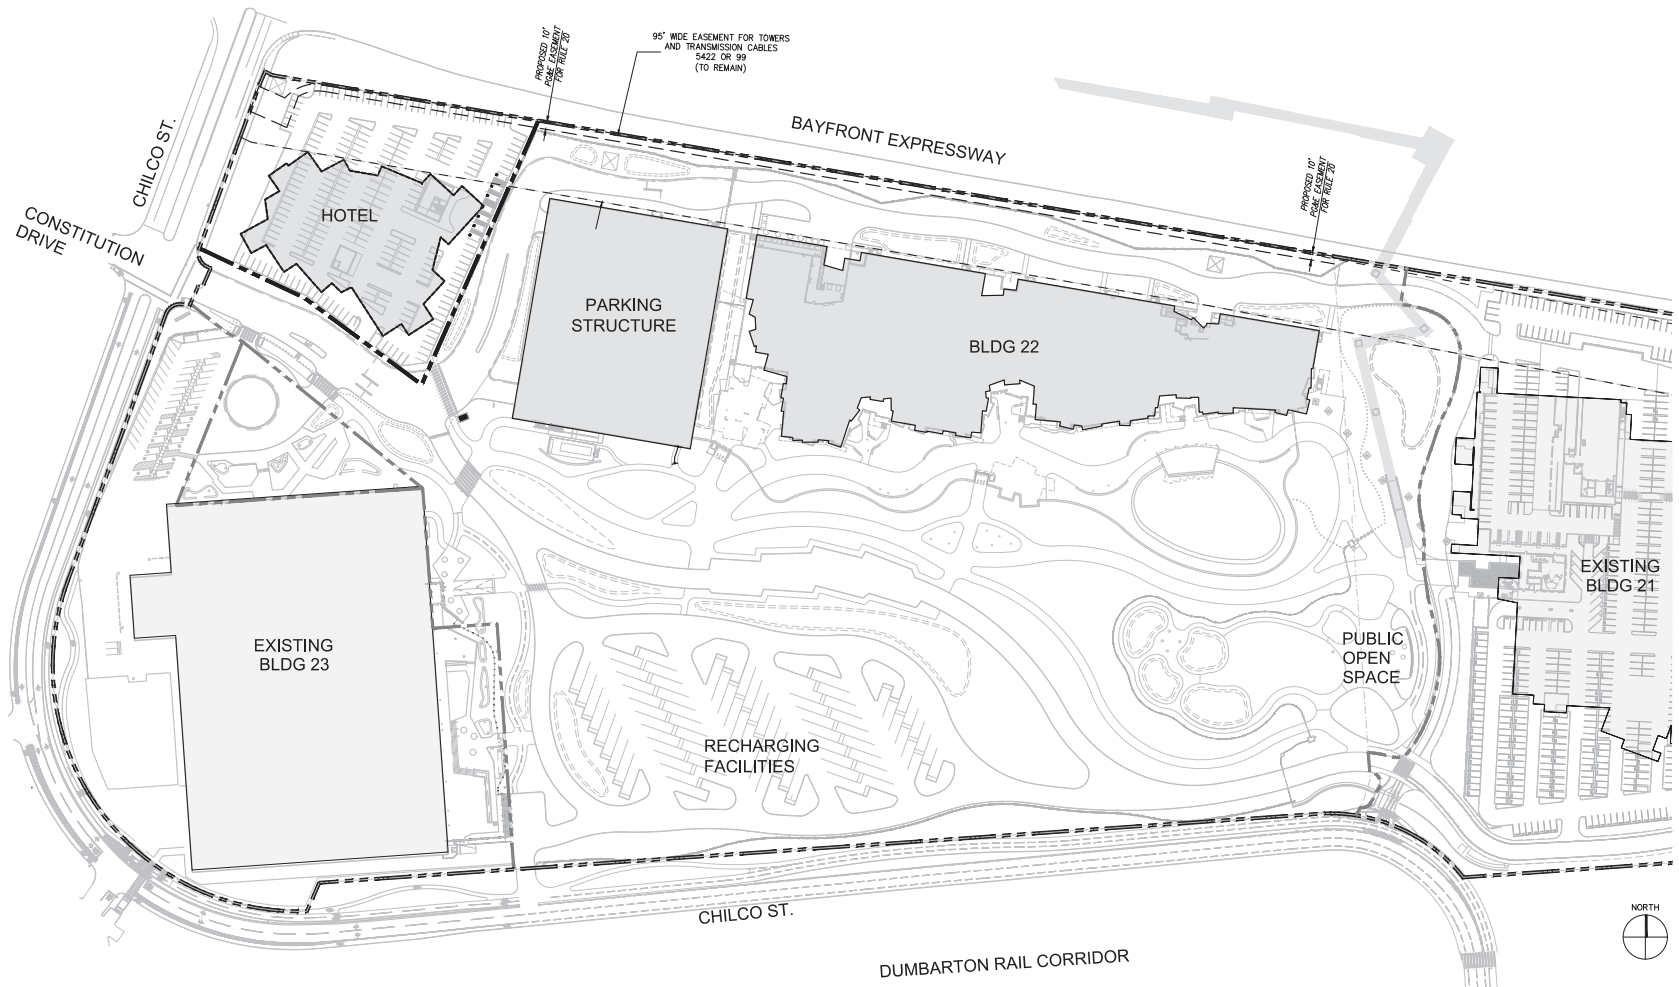 PROPOSED 10'
PG&E EASEMENT
FOR RULE 20
95' WIDE EASEMENT FOR TOWERS
AND TRANSMISSION CABLES
5422 OR 99
(TO REMAIN)
BAYFRONT EXPRESSWAY
CHILCO ST.
PROPOSED 10'
PG&E EASEMENT
FOR RULE 20
CONSTITUTION
DRIVE
HOTEL
PARKING
STRUCTURE
BLDG 22
EXISTING
BLDG 21
EXISTING
BLDG 23
PUBLIC
OPEN
SPACE
RECHARGING
FACILITIES
CHILCO ST.
NORTH
DUMBARTON RAIL CORRIDOR